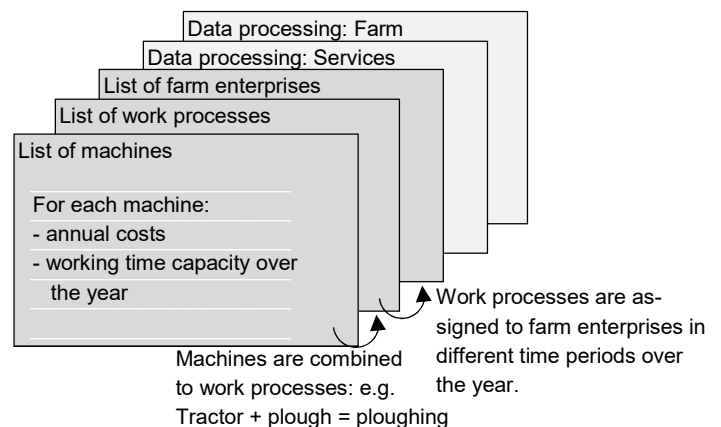 Data processing: Farm
Data processing: Services
List of farm enterprises
List of work processes
List of machines
For each machine:
- annual costs
- working time capacity over
the year
Work processes are as-
signed to farm enterprises in
different time periods over
the year.
Machines are combined
to work processes: e.g.
Tractor + plough = ploughing